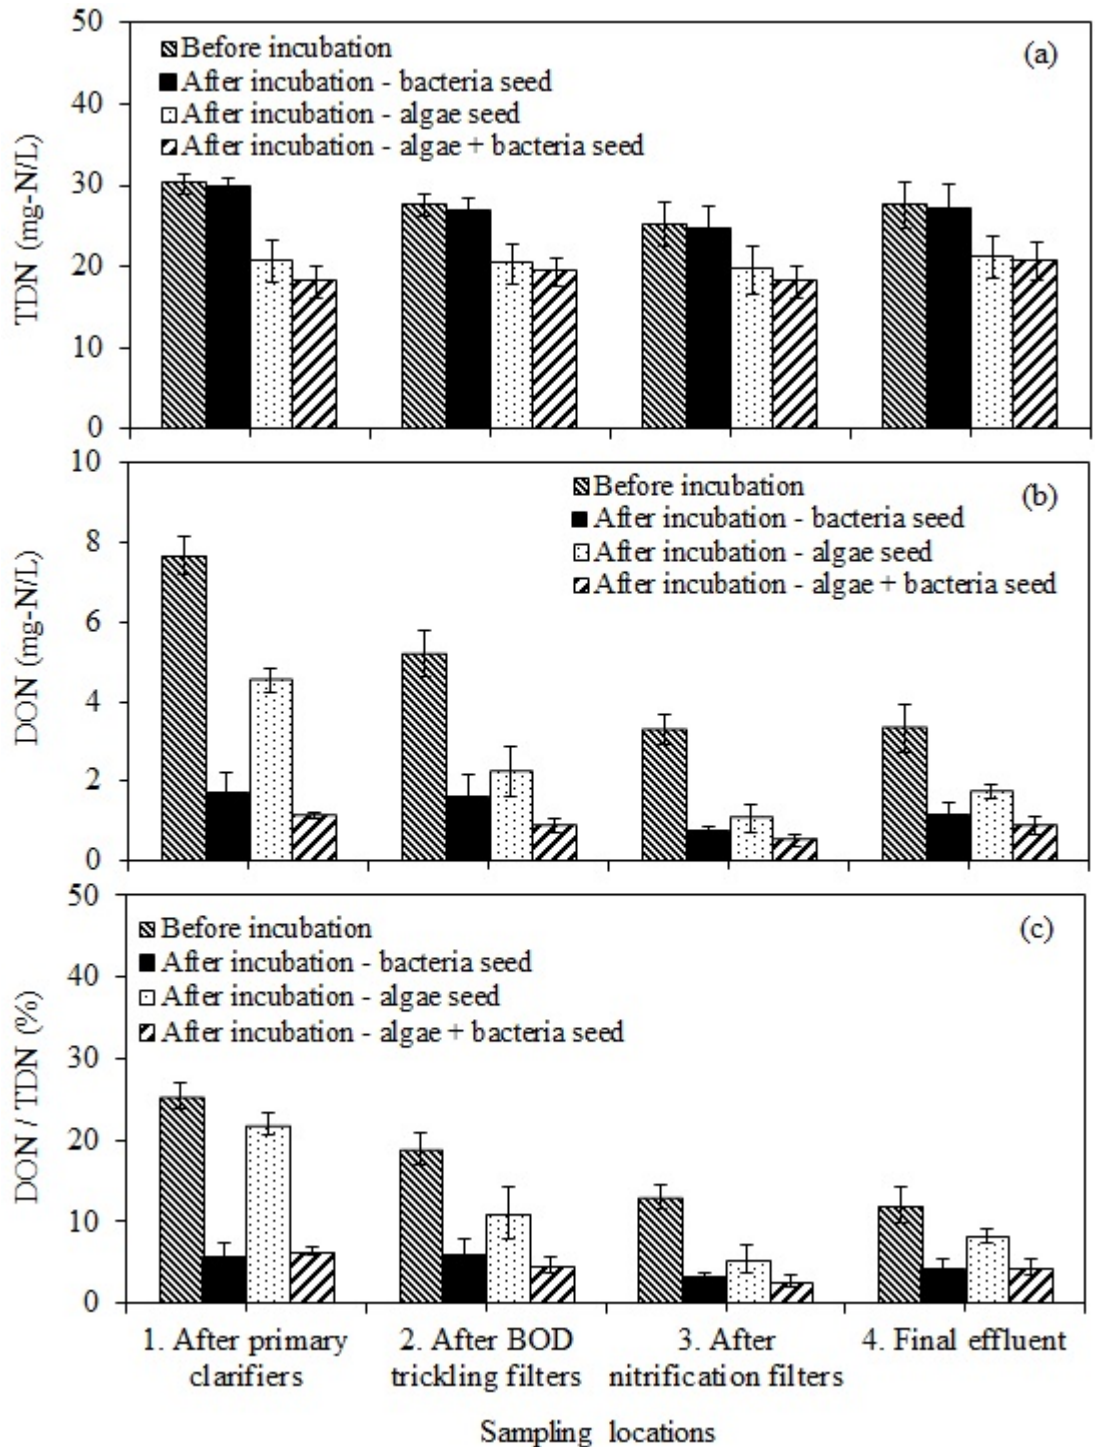 50
40
30
20
10
0
TDN (mg-N/L)
(a)
Before incubation
After incubation - bacteria seed
After incubation - algae seed
After incubation - algae + bacteria seed
10
8
6
4
2
0
DON (mg-N/L)
(b)
Before incubation
After incubation - bacteria seed
After incubation - algae seed
After incubation - algae + bacteria seed
50
40
30
20
10
0
DON / TDN (%)
(c)
Before incubation
After incubation - bacteria seed
After incubation - algae seed
After incubation - algae + bacteria seed
1. After primary
clarifiers
2. After BOD
trickling filters
3. After
nitrification filters
4. Final effluent
Sampling locations